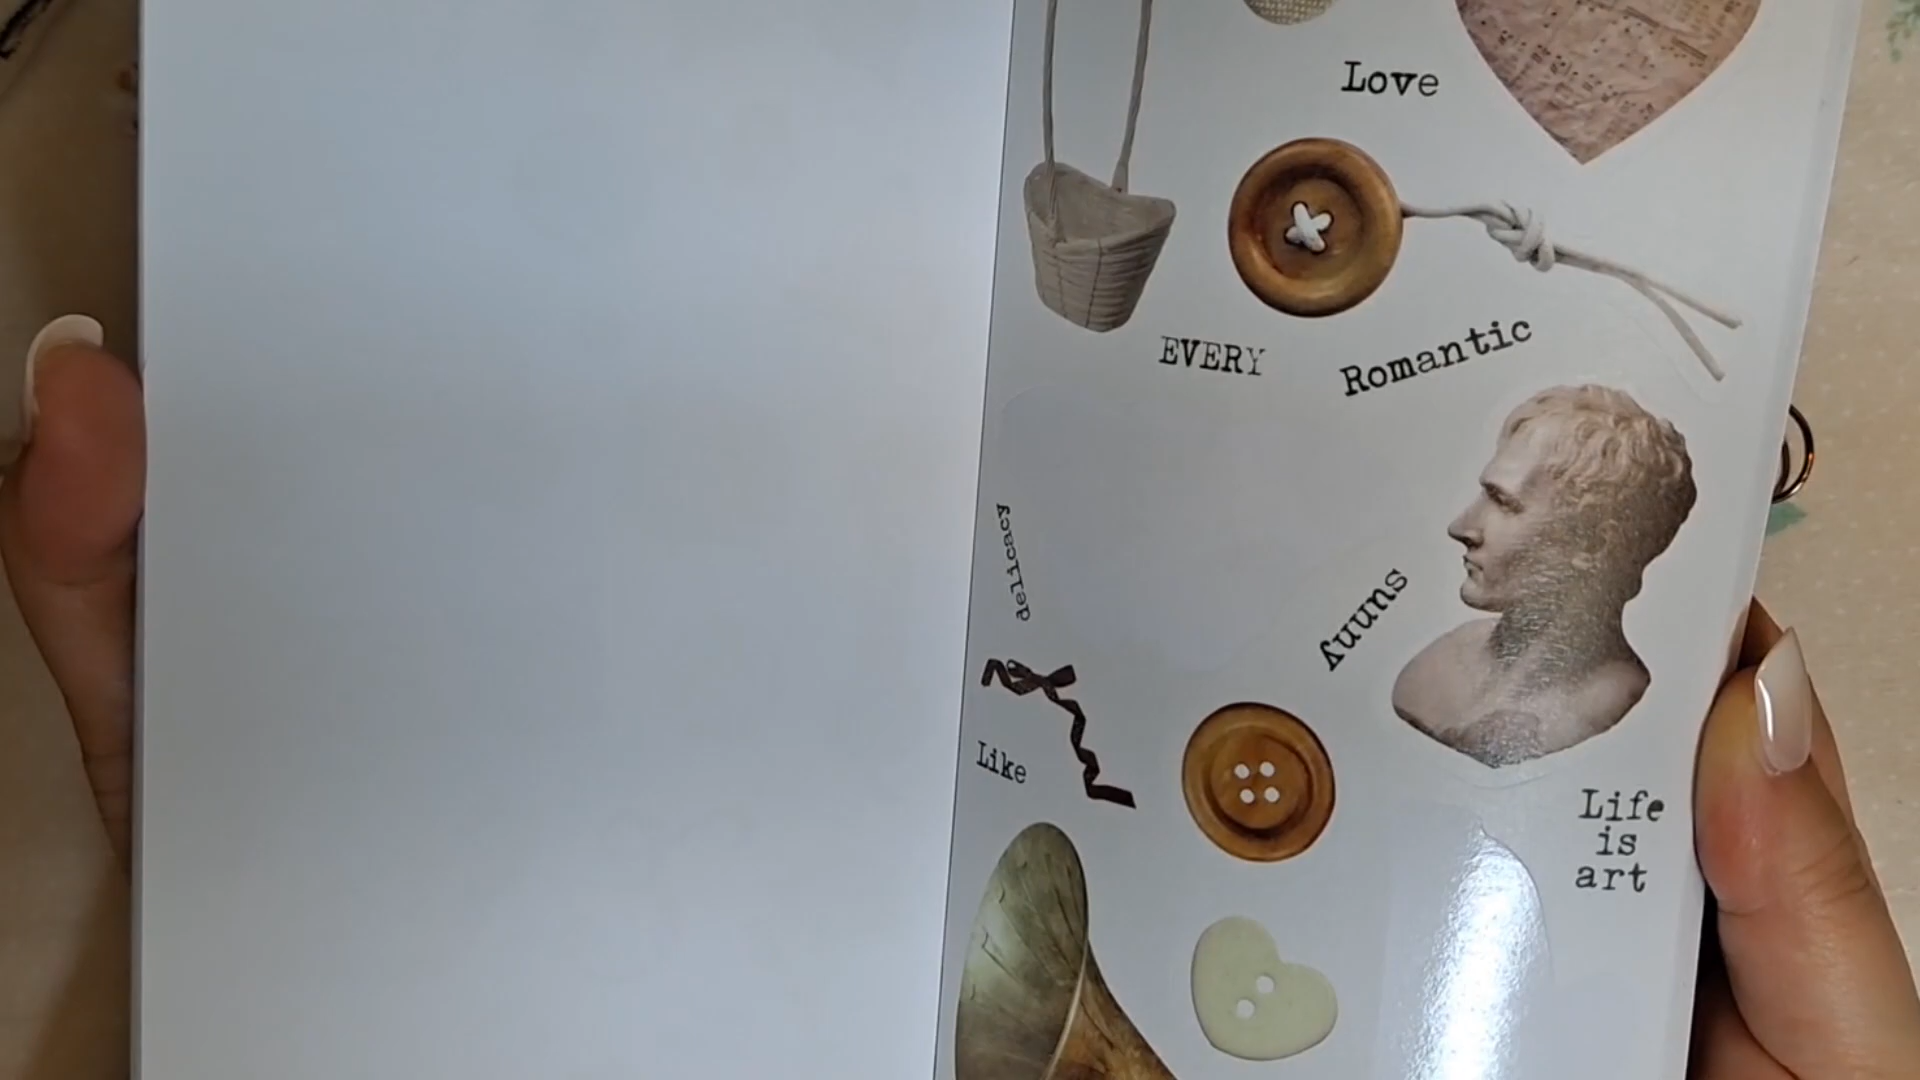 Love
EVERY
Romantic
delicacy
sunny
Like
Life
is
art